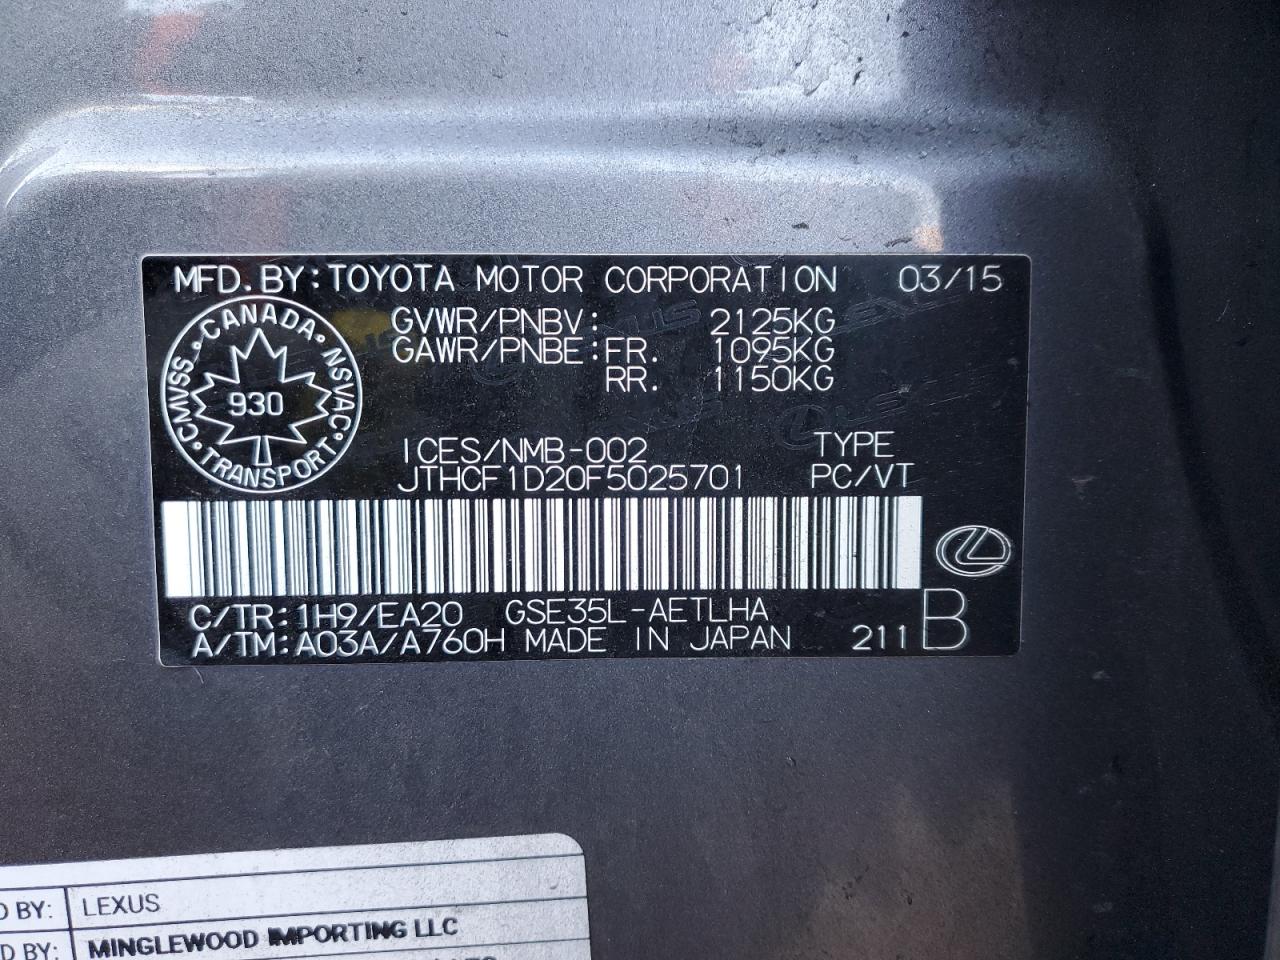 MFD. BY: TOYOTA MOTOR CORPORATION 03/15
CANADA · NSVAC · TRANSPORT · CMVSS ·
930
GVWR/PNBV: 2125KG
GAWR/PNBE: FR. 1095KG
RR. 1150KG
ICES/NMB-002 TYPE
JTHCF1D20F5025701 PC/VT
C/TR: 1H9/EA20 GSE35L-AETLHA
A/TM: A03A/A760H MADE IN JAPAN 211 B
D BY: LEXUS
D BY: MINGLEWOOD IMPORTING LLC